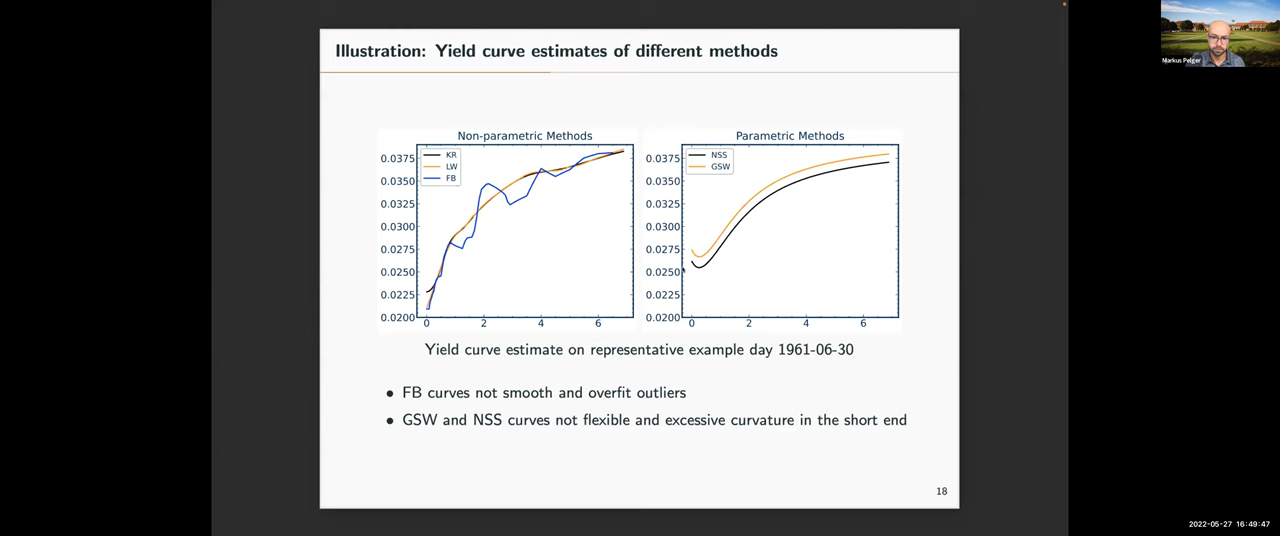 Illustration: Yield curve estimates of different methods
Markus Pelger
Non-parametric Methods
KR
LW
FB
0.0375
0.0350
0.0325
0.0300
0.0275
0.0250
0.0225
0.0200
0 2 4 6
Parametric Methods
NSS
GSW
0.0375
0.0350
0.0325
0.0300
0.0275
0.0250
0.0225
0.0200
0 2 4 6
Yield curve estimate on representative example day 1961-06-30
• FB curves not smooth and overfit outliers
• GSW and NSS curves not flexible and excessive curvature in the short end
18
2022-05-27 16:49:47